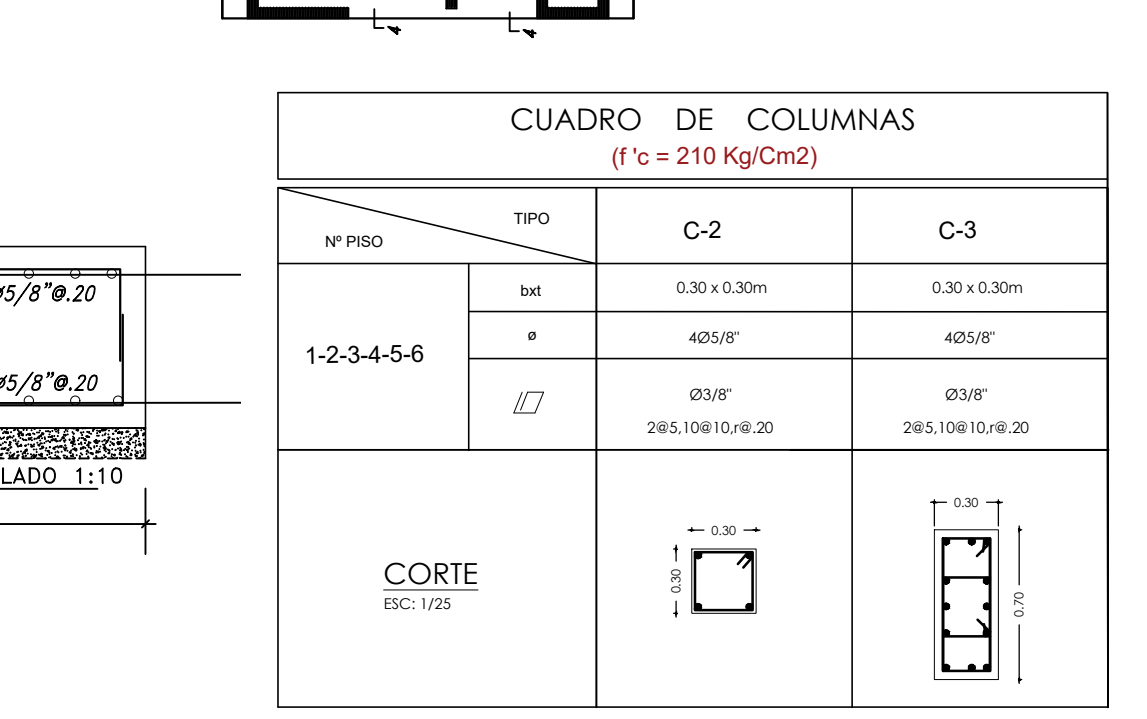 4 4
CUADRO DE COLUMNAS
(f 'c = 210 Kg/Cm2)
TIPO
Nº PISO
C-2
C-3
1-2-3-4-5-6
bxt
0.30 x 0.30m
0.30 x 0.30m
ø
4Ø5/8"
4Ø5/8"
Ø3/8"
2@5,10@10,r@.20
Ø3/8"
2@5,10@10,r@.20
CORTE
ESC: 1/25
0.30
0.30
0.30
0.70
ø5/8”@.20
ø5/8”@.20
LADO 1:10